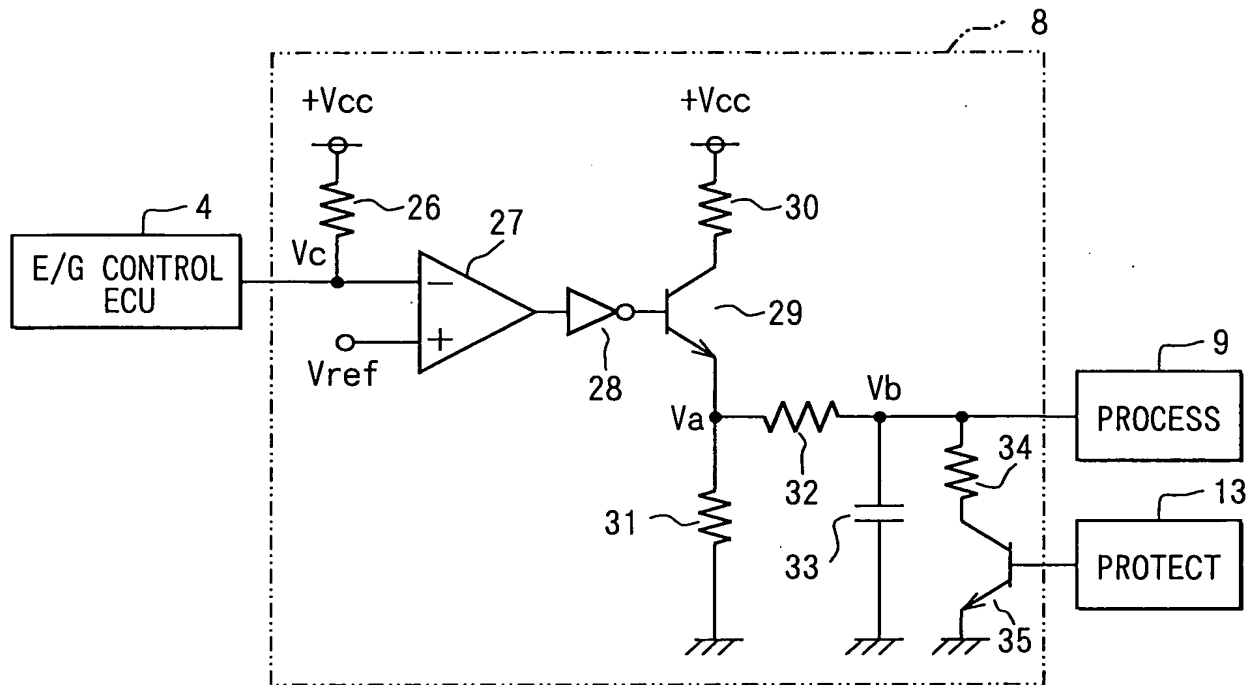 8
+Vcc
+Vcc
4
26
30
27
E/G CONTROL
ECU
Vc
−
+
29
Vref
28
9
Va
Vb
PROCESS
34
32
13
31
33
PROTECT
35